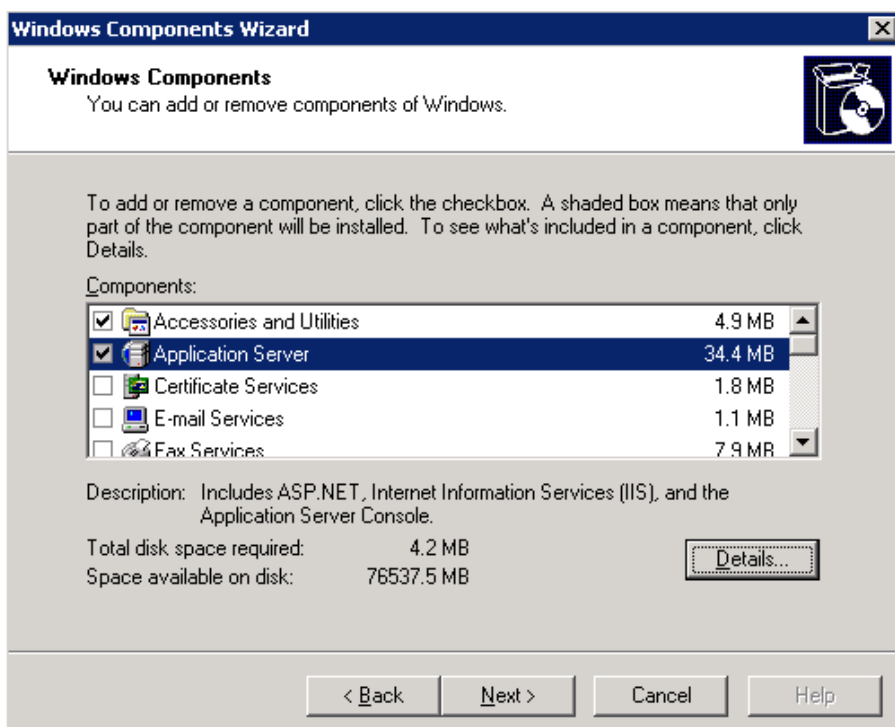 Windows Components Wizard
Windows Components
You can add or remove components of Windows.
To add or remove a component, click the checkbox. A shaded box means that only
part of the component will be installed. To see what's included in a component, click
Details.
Components:
Accessories and Utilities 4.9 MB
Application Server 34.4 MB
Certificate Services 1.8 MB
E-mail Services 1.1 MB
Fax Services 7.9 MB
Description: Includes ASP.NET, Internet Information Services (IIS), and the
Application Server Console.
Total disk space required: 4.2 MB
Space available on disk: 76537.5 MB
Details...
< Back Next > Cancel Help